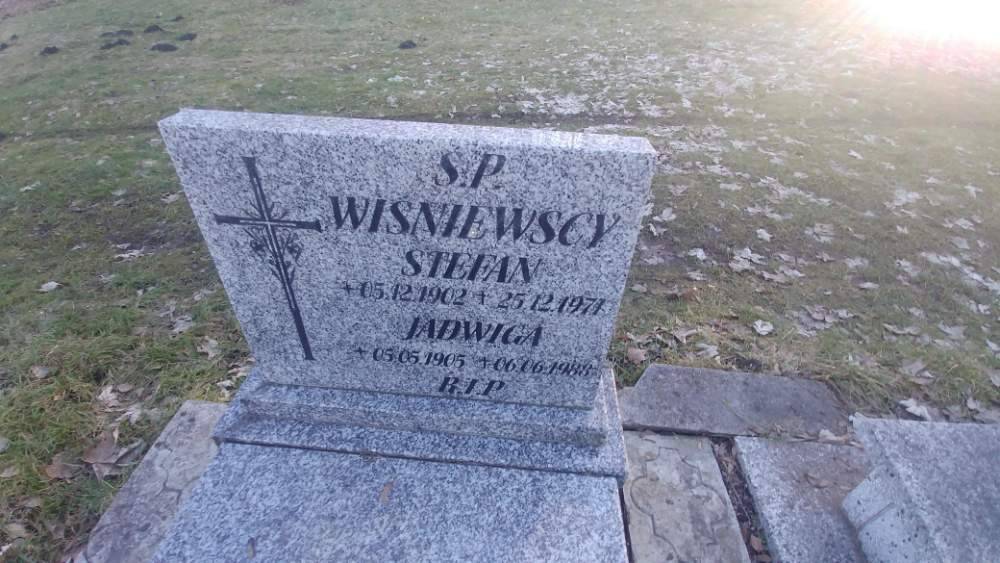 Ś.P.
WIŚNIEWSCY
STEFAN
+05.12.1902 + 25.12.1974
JADWIGA
+05.05.1905 +06.06.1988
R.I.P